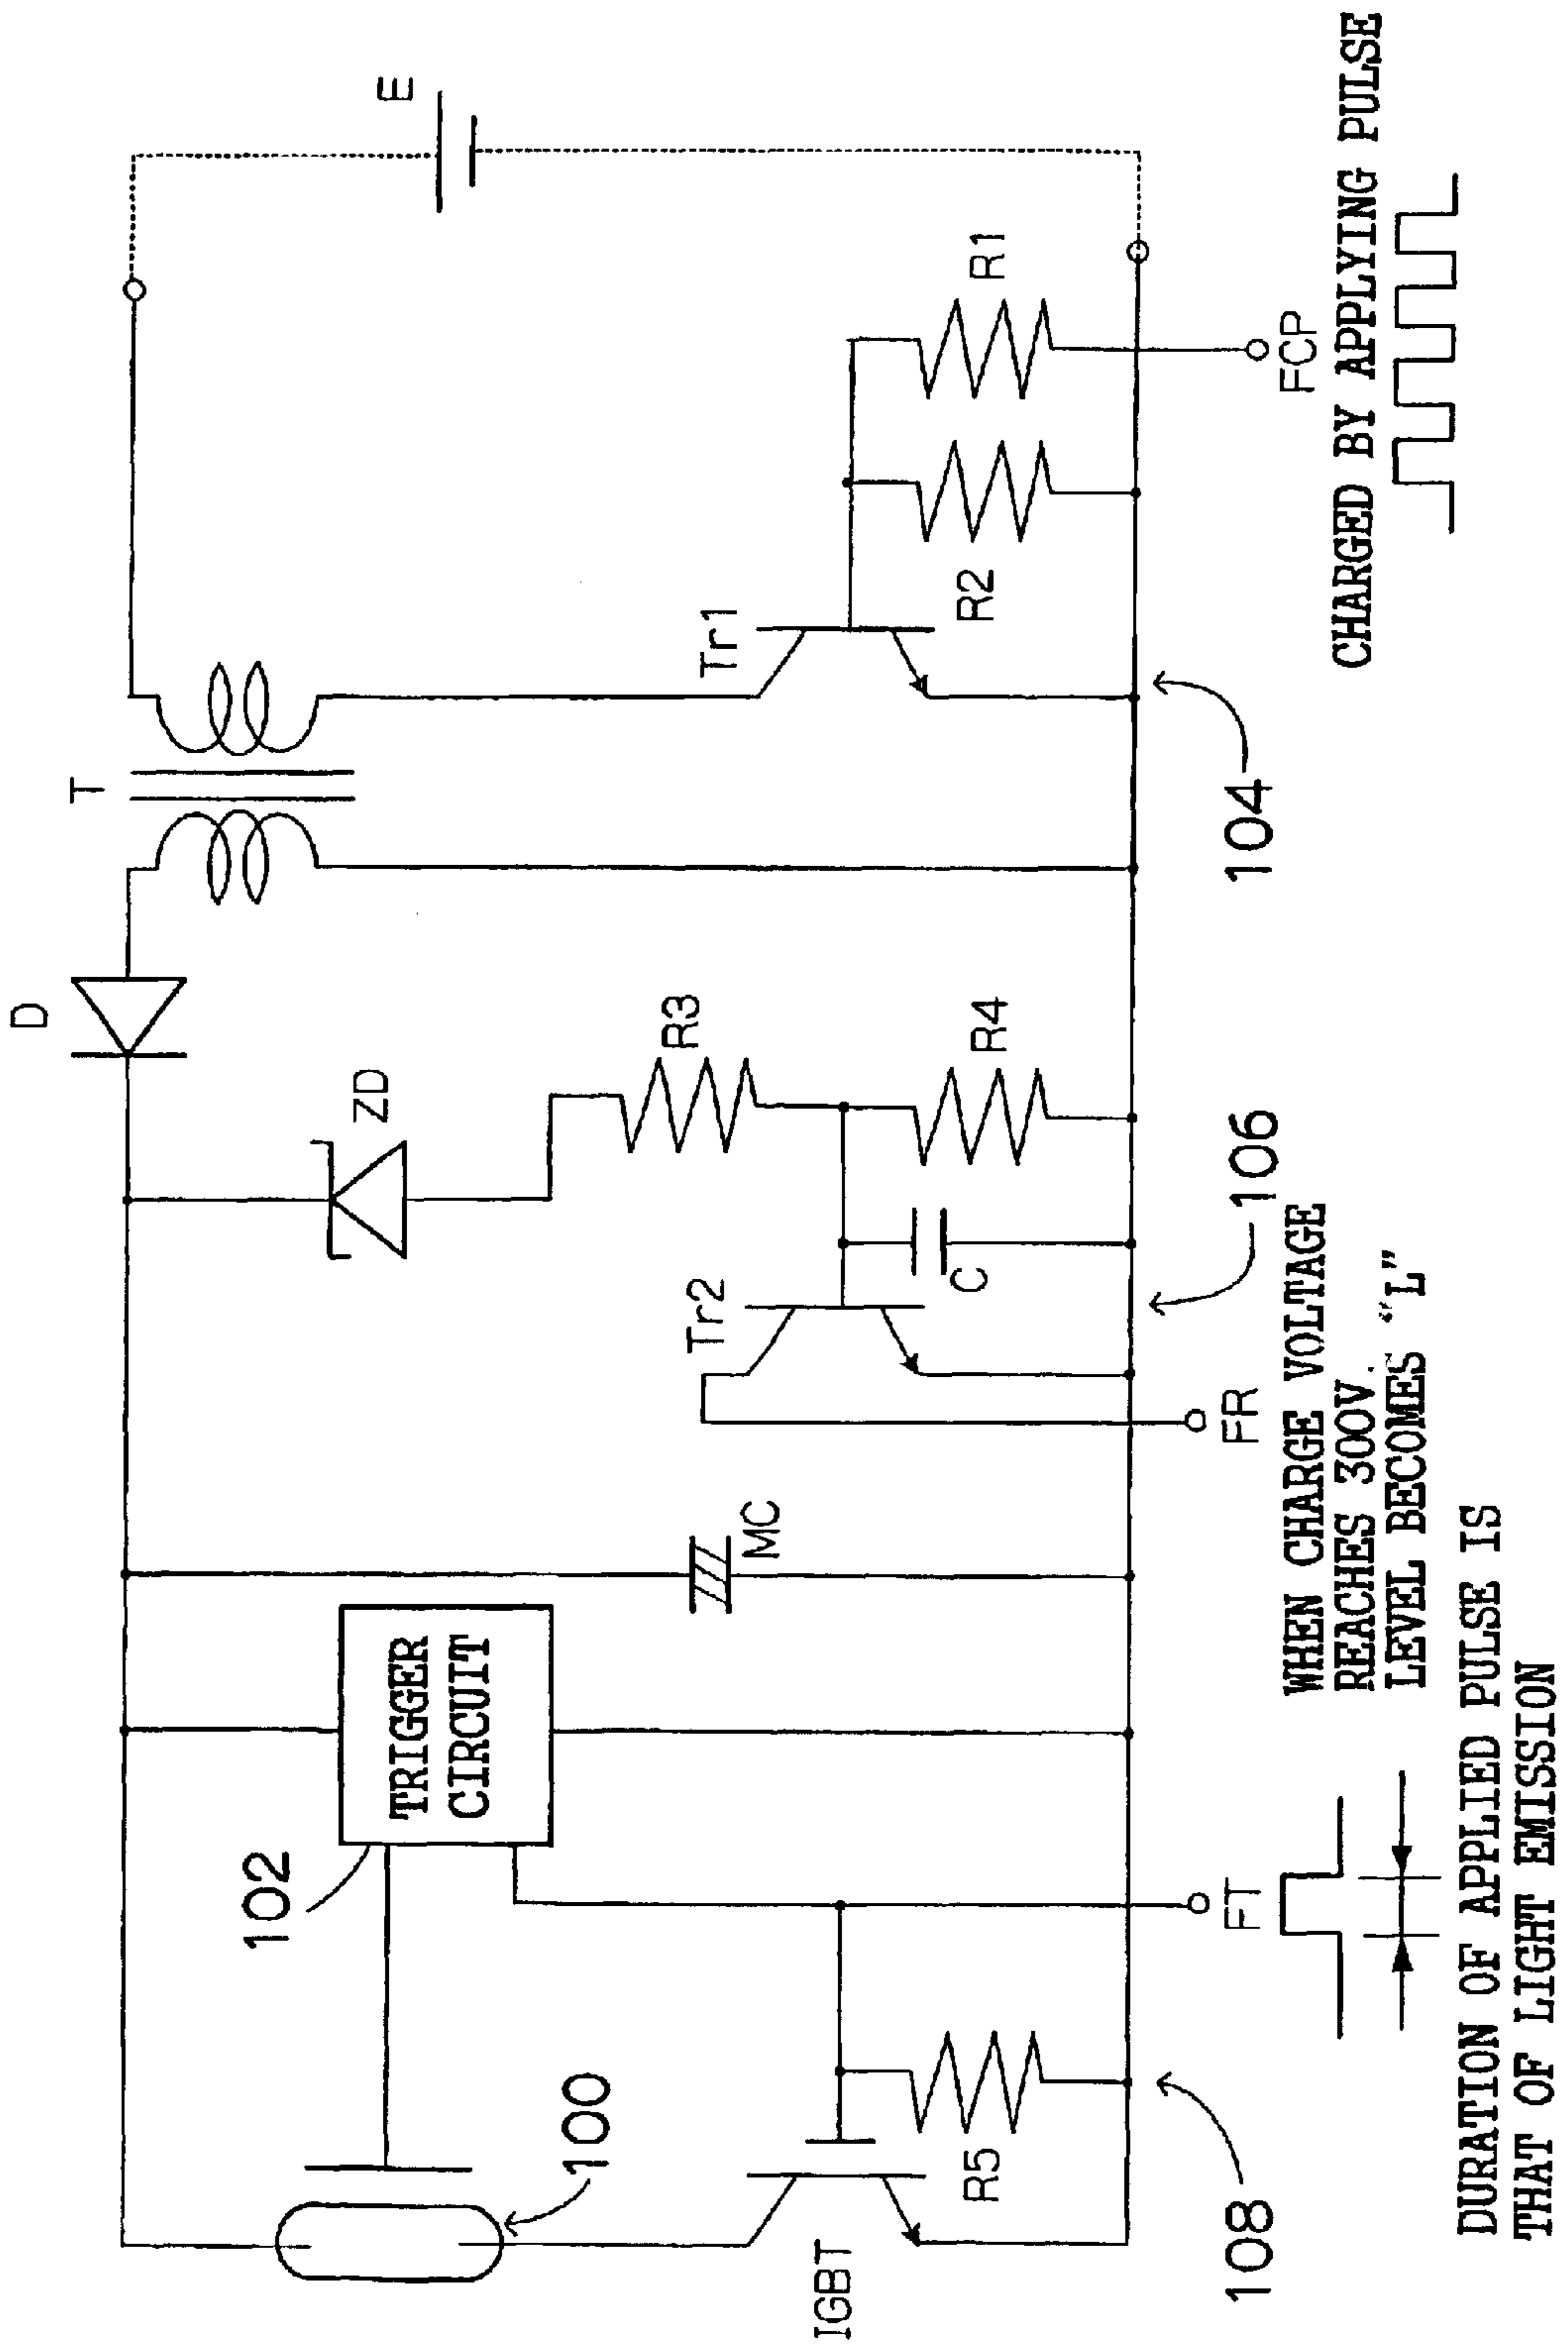 E
T
D
R1
R2
Tr1
FCP
CHARGED BY APPLYING PULSE
104
ZD
R3
R4
C
Tr2
106
FR
WHEN CHARGE VOLTAGE
REACHES 300V.
LEVEL BECOMES "L"
MC
TRIGGER
CIRCUIT
102
100
IGBT
R5
FT
108
DURATION OF APPLIED PULSE IS
THAT OF LIGHT EMISSION